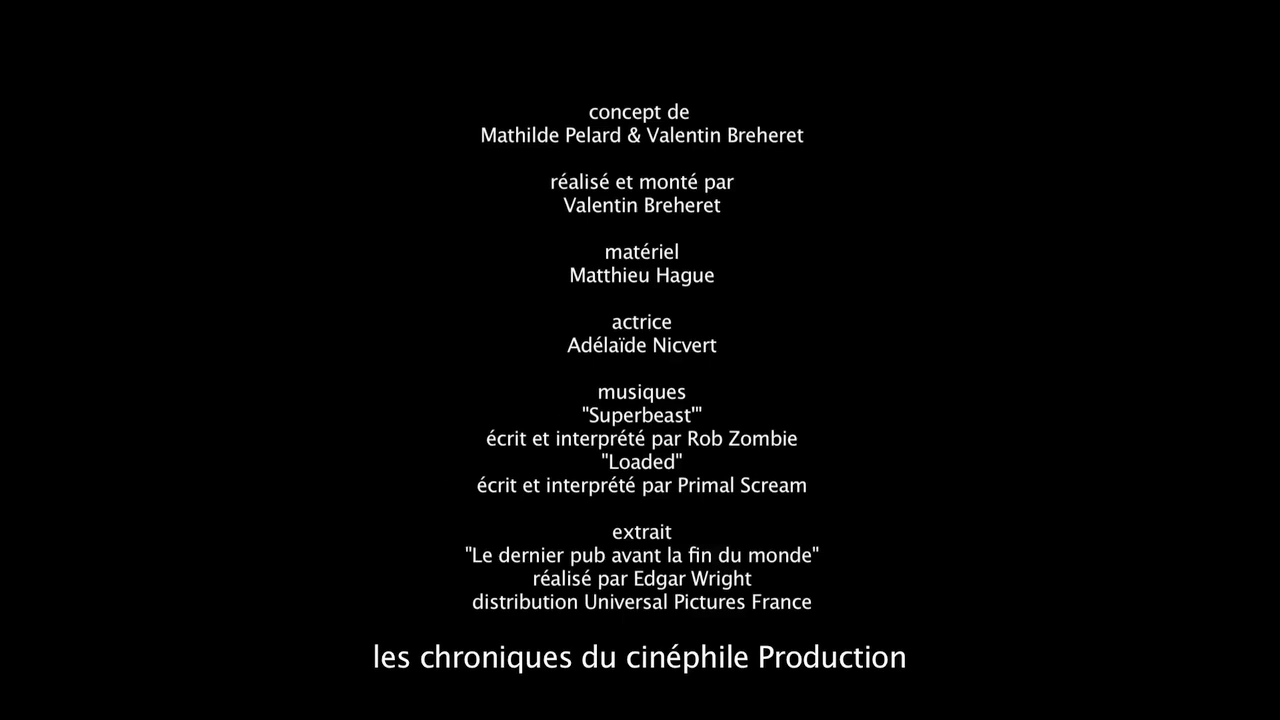 concept de
Mathilde Pelard & Valentin Breheret
réalisé et monté par
Valentin Breheret
matériel
Matthieu Hague
actrice
Adélaïde Nicvert
musiques
"Superbeast'"
écrit et interprété par Rob Zombie
"Loaded"
écrit et interprété par Primal Scream
extrait
"Le dernier pub avant la fin du monde"
réalisé par Edgar Wright
distribution Universal Pictures France
les chroniques du cinéphile Production